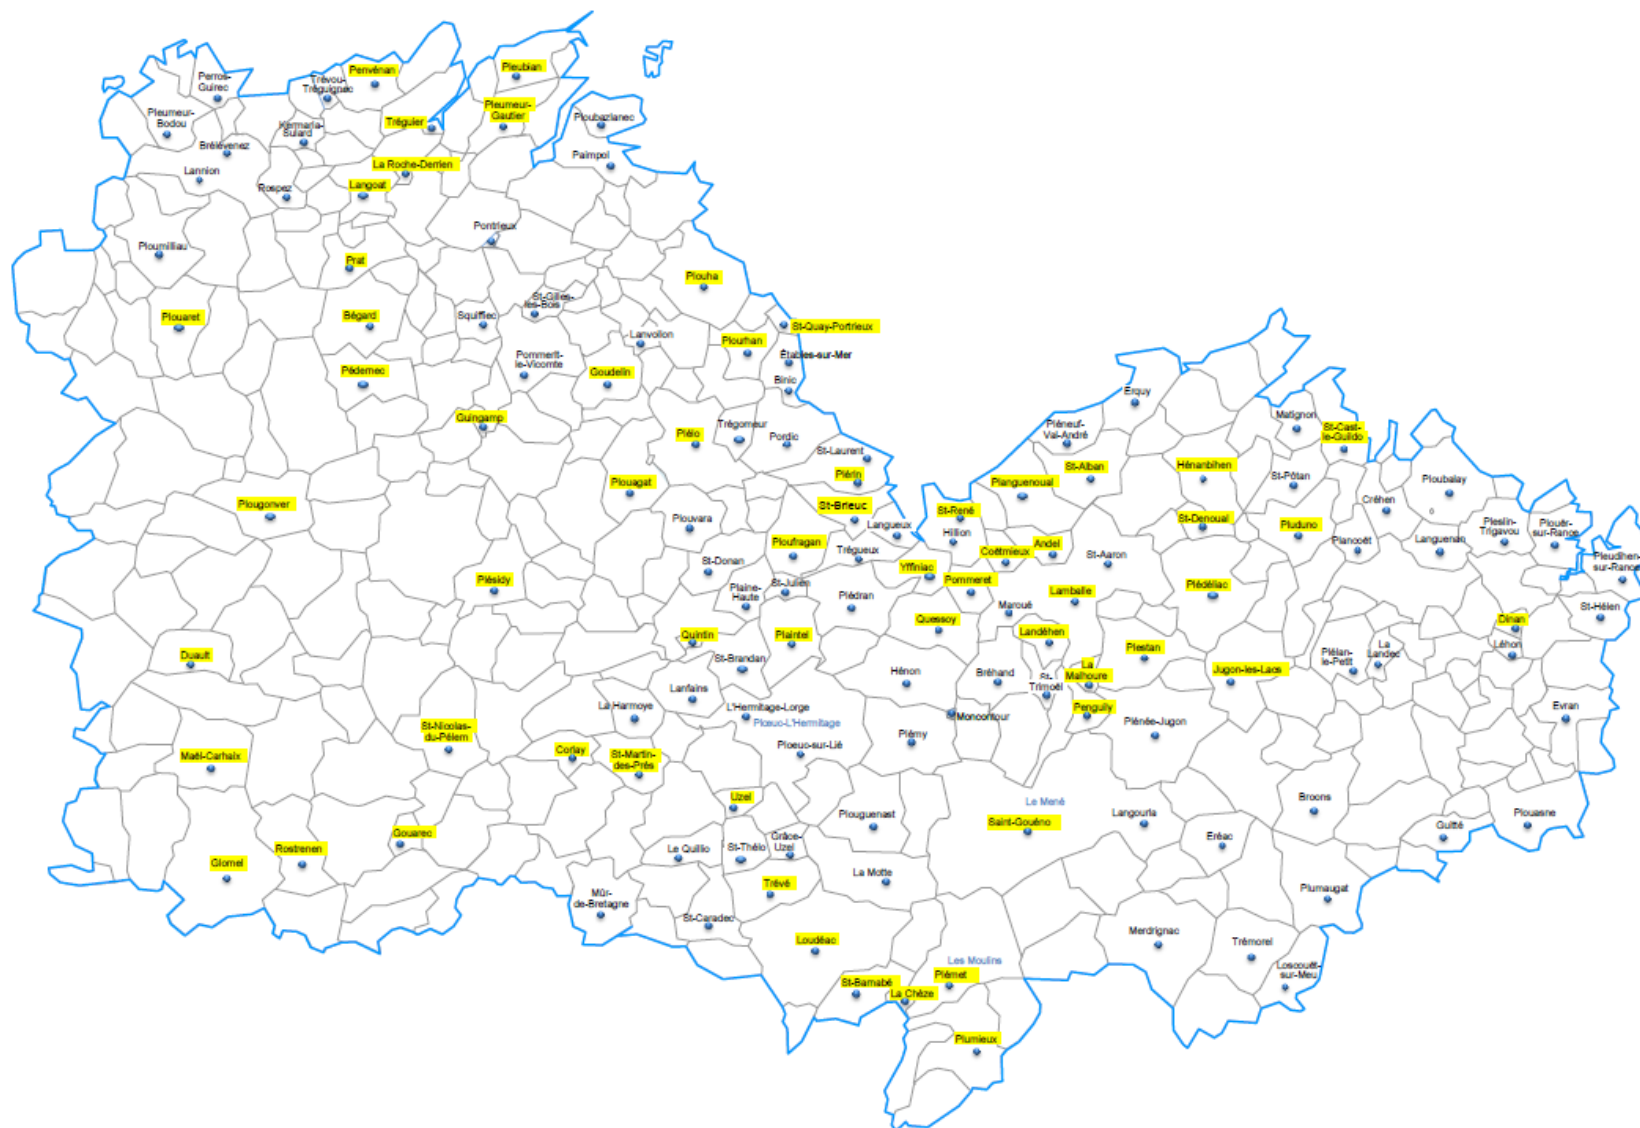 Perros-
Guirec
Trévou-
Tréguignec
Penvénan
Pleubian
Pleumeur-
Bodou
Kermaria-
Sulard
Tréguier
Pleumeur-
Gautier
Ploubazlanec
Brélévenez
Lannion
Rospez
La Roche-Derrien
Langoat
Paimpol
Pontrieux
Ploumilliau
Prat
Plouha
Plouaret
Bégard
Squiffiec
St-Gilles-
les-Bois
Lanvollon
St-Quay-Portrieux
Plourhan
Étables-sur-Mer
Pédernec
Pommerit-
le-Vicomte
Goudelin
Binic
Guingamp
Plélo
Trégomeur
Pordic
St-Laurent
Plérin
Erquy
Pléneuf-
Val-André
Matignon
St-Cast-
le-Guildo
St-Alban
Hénanbihen
Planguenoual
St-Pôtan
Ploubalay
Créhen
Plouagat
Plougonver
St-Brieuc
Langueux
St-René
Hillion
St-Denoual
Pluduno
Pleslin-
Trigavou
Plouër-
sur-Rance
Plouvara
Ploufragan
Trégueux
Coëtmieux
Andel
St-Aaron
Plancoët
Languenan
Pleudihen-
sur-Rance
St-Donan
St-Julien
Yffiniac
Pommeret
Lamballe
Plédéliac
Plésidy
Plaine-
Haute
Plédran
Maroué
St-Hélen
Quintin
Plaintel
Quessoy
Landéhen
Plestan
Dinan
Léhon
Duault
St-Brandan
Hénon
Bréhand
St-
Trimoël
La
Malhoure
Jugon-les-Lacs
Plélan-
le-Petit
La
Landec
Lanfains
La Harmoye
L'Hermitage-Lorge
Plœuc-L'Hermitage
Moncontour
Penguily
Plénée-Jugon
Evran
St-Nicolas-
du-Pélem
Corlay
St-Martin-
des-Prés
Ploeuc-sur-Lié
Plémy
Maël-Carhaix
Uzel
Plouguenast
Le Mené
Saint-Gouéno
Langourla
Broons
Plouasne
Gouarec
Le Quillio
St-Thélo
Grâce-
Uzel
Eréac
Guitté
Glomel
Rostrenen
La Motte
Trévé
Mûr-
de-Bretagne
St-Caradec
Plumaugat
Loudéac
Merdrignac
Trémorel
Les Moulins
Plémet
Loscouët-
sur-Meu
St-Barnabé
La Chèze
Plumieux